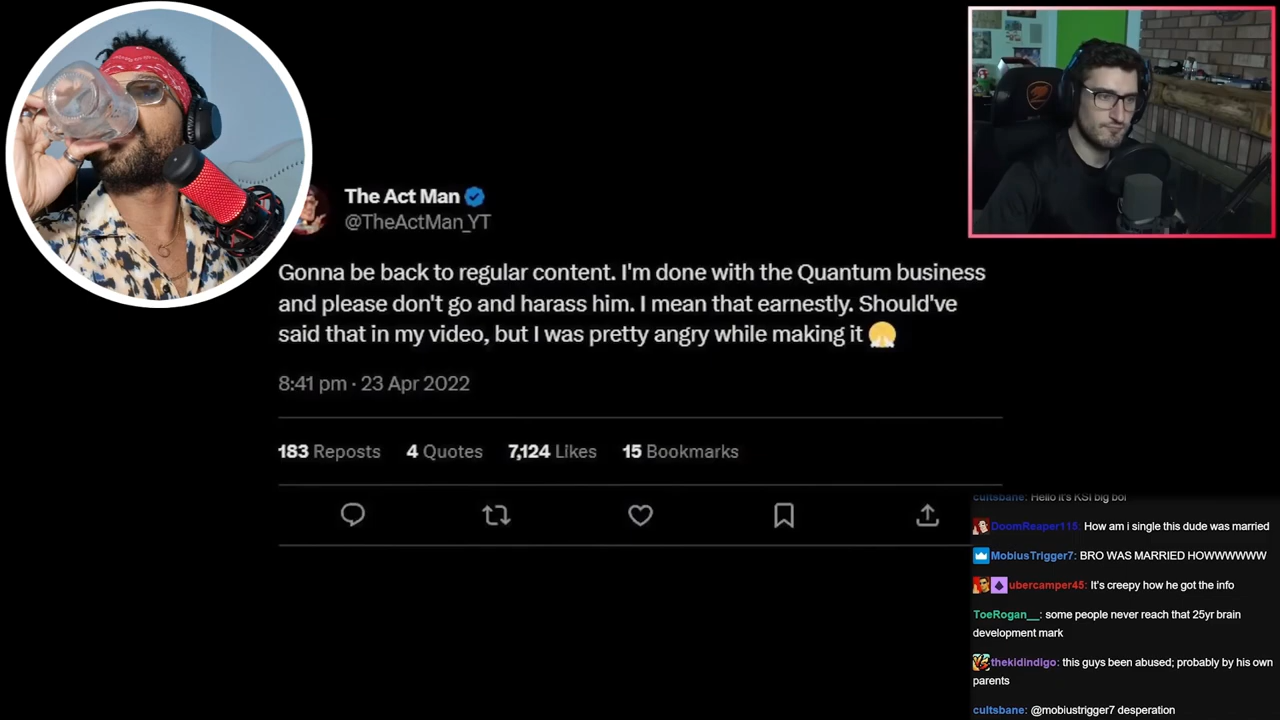 The Act Man
@TheActMan_YT
Gonna be back to regular content. I'm done with the Quantum business
and please don't go and harass him. I mean that earnestly. Should've
said that in my video, but I was pretty angry while making it
8:41 pm · 23 Apr 2022
183 Reposts 4 Quotes 7,124 Likes 15 Bookmarks
cultsbane: Hello it's KSI big boi
DoomReaper115: How am i single this dude was married
MobiusTrigger7: BRO WAS MARRIED HOWWWWWW
ubercamper45: It's creepy how he got the info
ToeRogan__: some people never reach that 25yr brain
development mark
thekidindigo: this guys been abused; probably by his own
parents
cultsbane: @mobiustrigger7 desperation